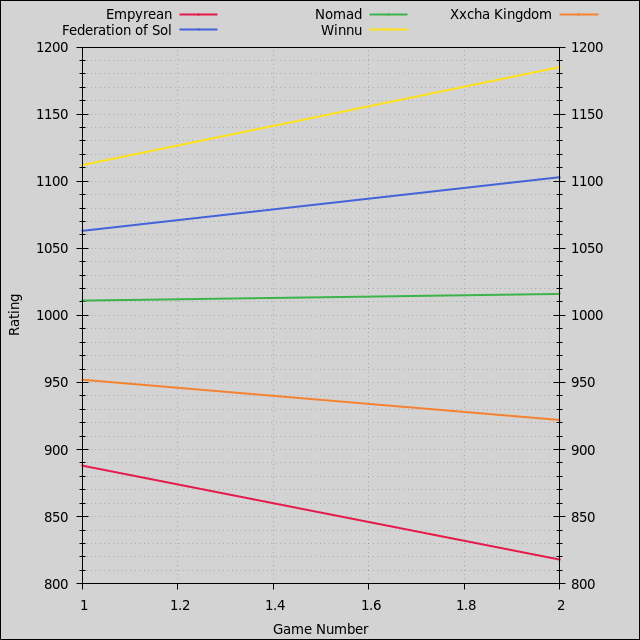 Empyrean Nomad Xxcha Kingdom
Federation of Sol Winnu
1200 1200
1150 1150
1100 1100
1050 1050
1000 1000
950 950
900 900
850 850
800 800
Rating
1 1.2 1.4 1.6 1.8 2
Game Number